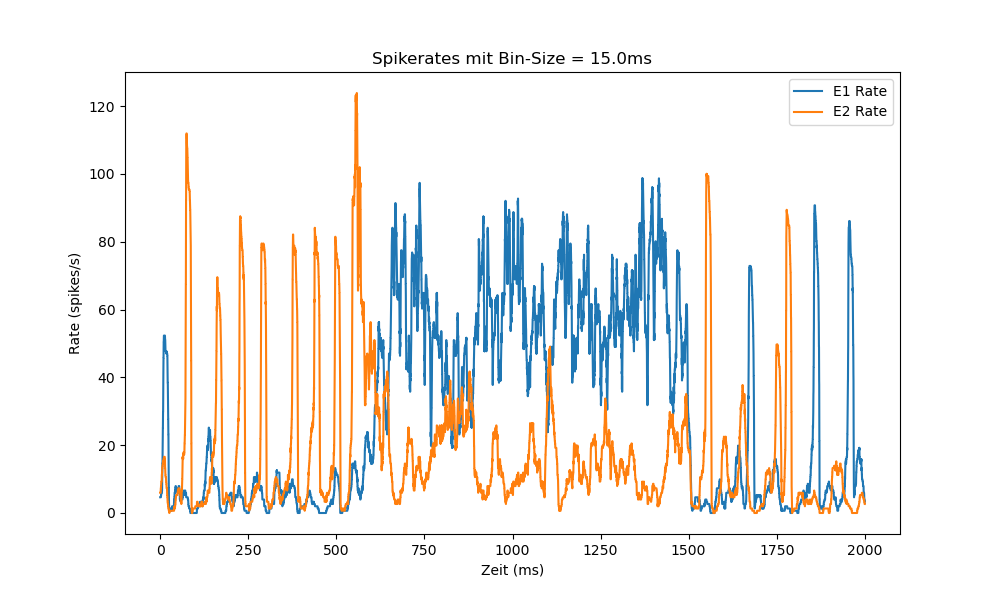 Spikerates mit Bin-Size = 15.0ms
E1 Rate
E2 Rate
Rate (spikes/s)
120
100
80
60
40
20
0
0 250 500 750 1000 1250 1500 1750 2000
Zeit (ms)